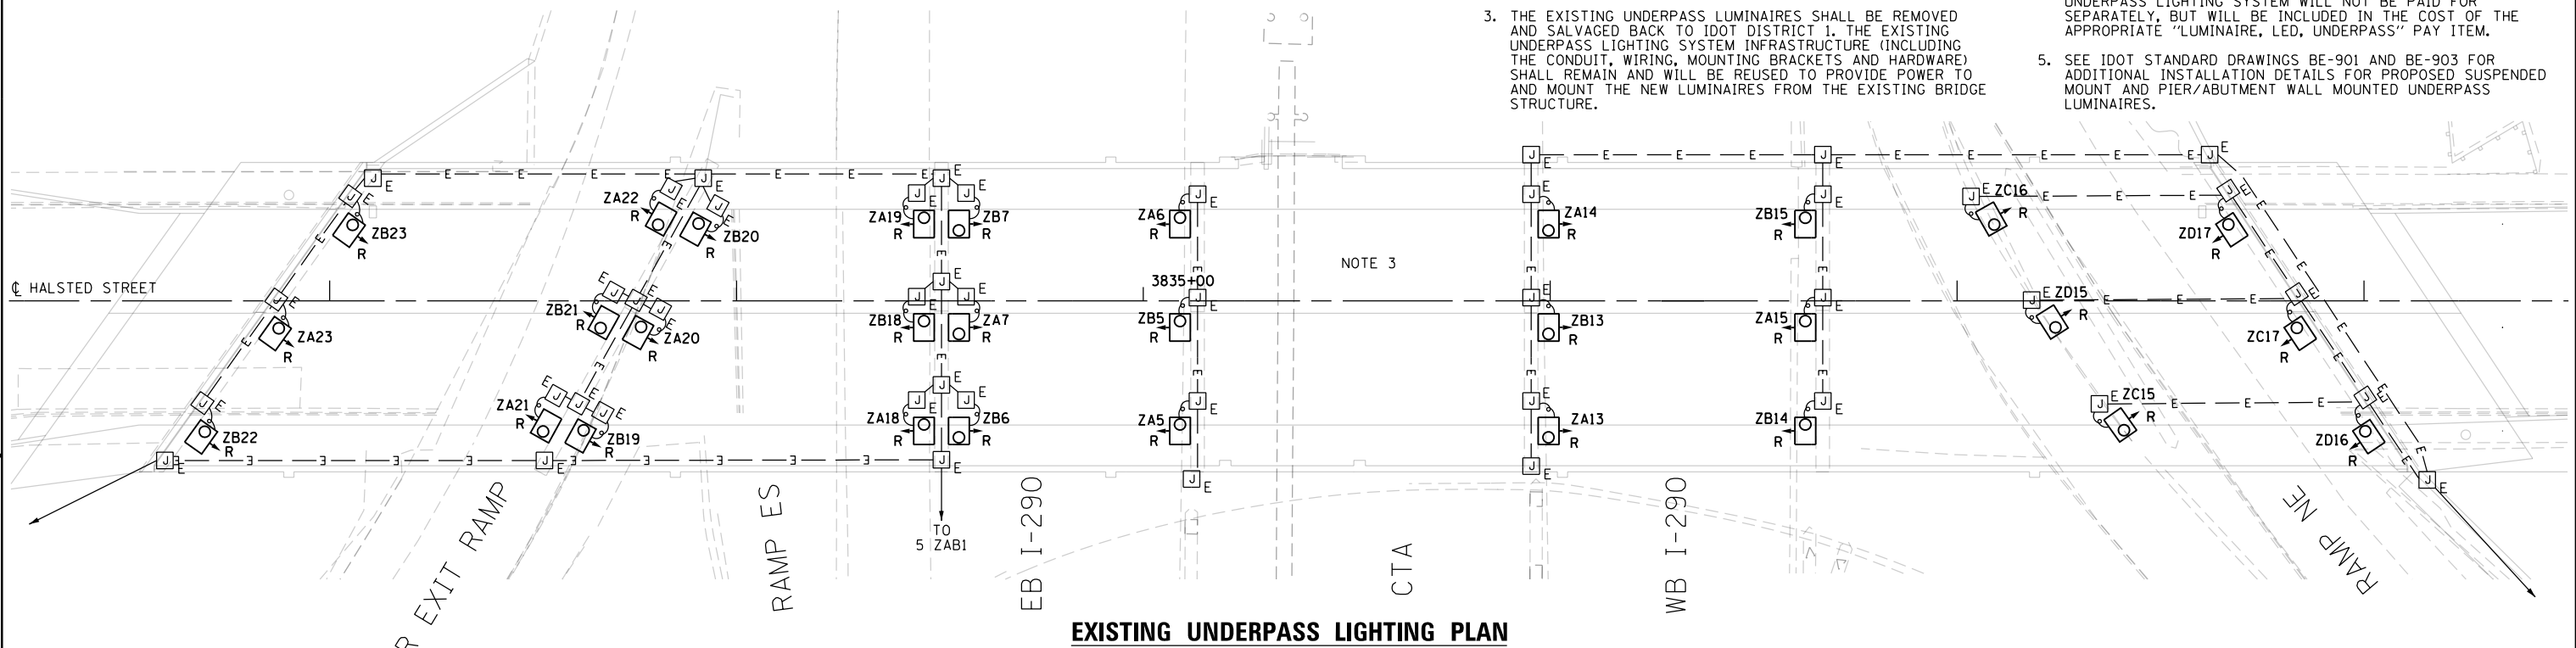 3. THE EXISTING UNDERPASS LUMINAIRES SHALL BE REMOVED
AND SALVAGED BACK TO IDOT DISTRICT 1. THE EXISTING
UNDERPASS LIGHTING SYSTEM INFRASTRUCTURE (INCLUDING
THE CONDUIT, WIRING, MOUNTING BRACKETS AND HARDWARE)
SHALL REMAIN AND WILL BE REUSED TO PROVIDE POWER TO
AND MOUNT THE NEW LUMINAIRES FROM THE EXISTING BRIDGE
STRUCTURE.
UNDERPASS LIGHTING SYSTEM WILL NOT BE PAID FOR
SEPARATELY, BUT WILL BE INCLUDED IN THE COST OF THE
APPROPRIATE "LUMINAIRE, LED, UNDERPASS" PAY ITEM.
5. SEE IDOT STANDARD DRAWINGS BE-901 AND BE-903 FOR
ADDITIONAL INSTALLATION DETAILS FOR PROPOSED SUSPENDED
MOUNT AND PIER/ABUTMENT WALL MOUNTED UNDERPASS
LUMINAIRES.
ZB23 R
ZA22 R
ZB20 R
ZA19 R
ZB7 R
ZA6 R
ZA14 R
ZB15 R
ZC16 R
ZD17 R
NOTE 3
℄ HALSTED STREET
3835+00
ZA23 R
ZB21 R
ZA20 R
ZB18 R
ZA7 R
ZB5 R
ZB13 R
ZA15 R
ZD15 R
ZC17 R
ZB22 R
ZA21 R
ZB19 R
ZA18 R
ZB6 R
ZA5 R
ZA13 R
ZB14 R
ZC15 R
ZD16 R
TO
5 ZAB1
R EXIT RAMP
RAMP ES
EB I-290
CTA
WB I-290
RAMP NE
EXISTING UNDERPASS LIGHTING PLAN